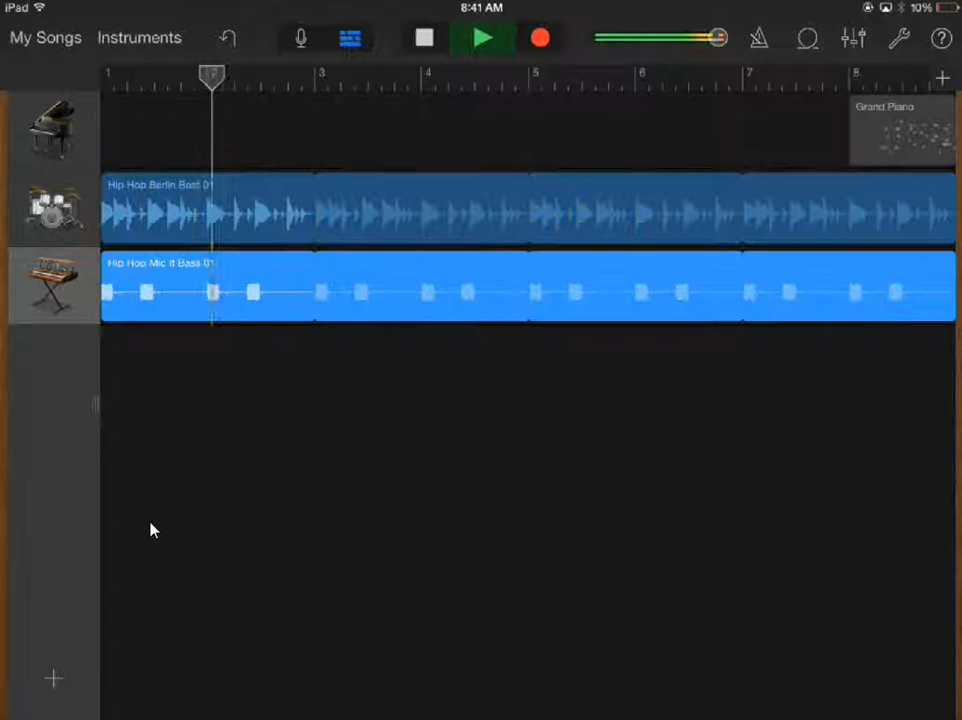 iPad 8:41 AM 10%
My Songs Instruments ?
1 2 3 4 5 6 7 8 +
Grand Piano
Hip Hop Berlin Beat 01
Hip Hop Mic It Bass 01
+